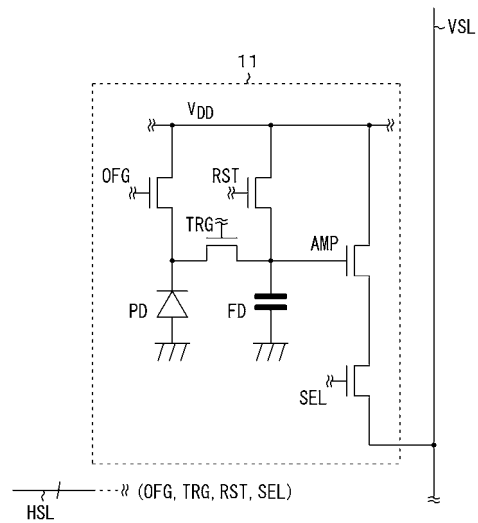 VSL
11
VDD
OFG
RST
TRG
AMP
PD
FD
SEL
(OFG, TRG, RST, SEL)
HSL